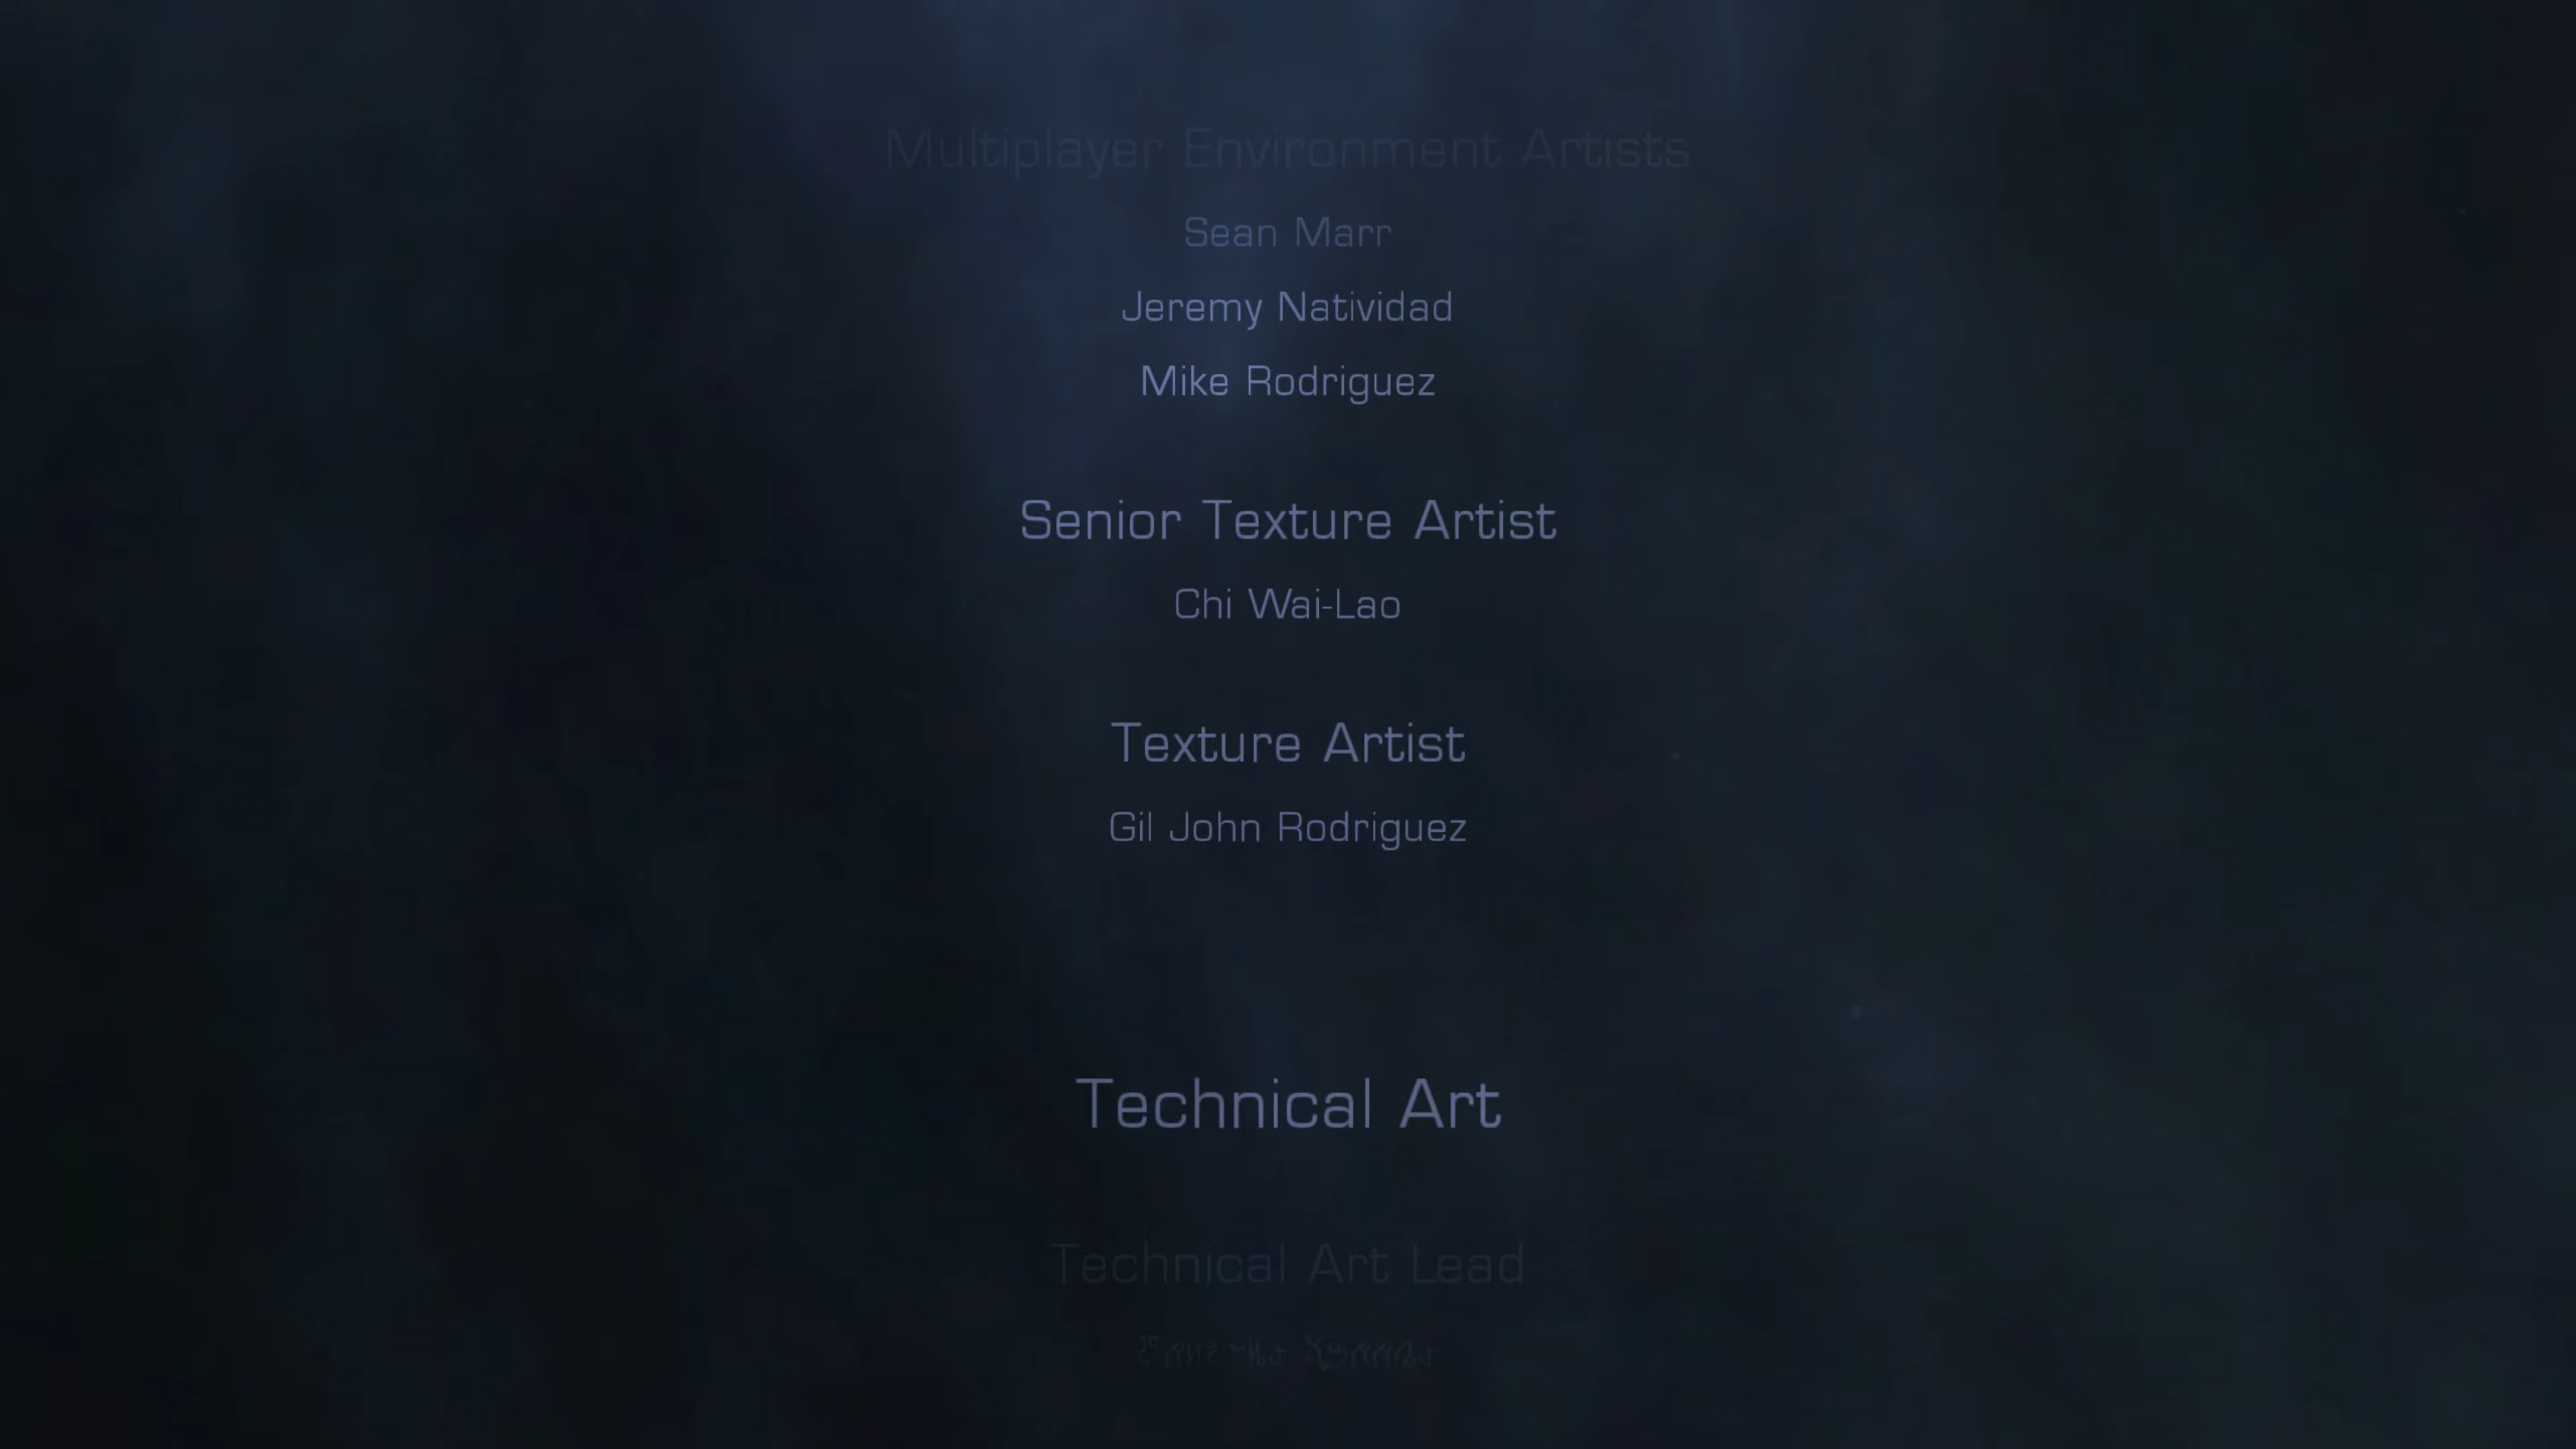 Multiplayer Environment Artists
Sean Marr
Jeremy Natividad
Mike Rodriguez
Senior Texture Artist
Chi Wai-Lao
Texture Artist
Gil John Rodriguez
Technical Art
Technical Art Lead